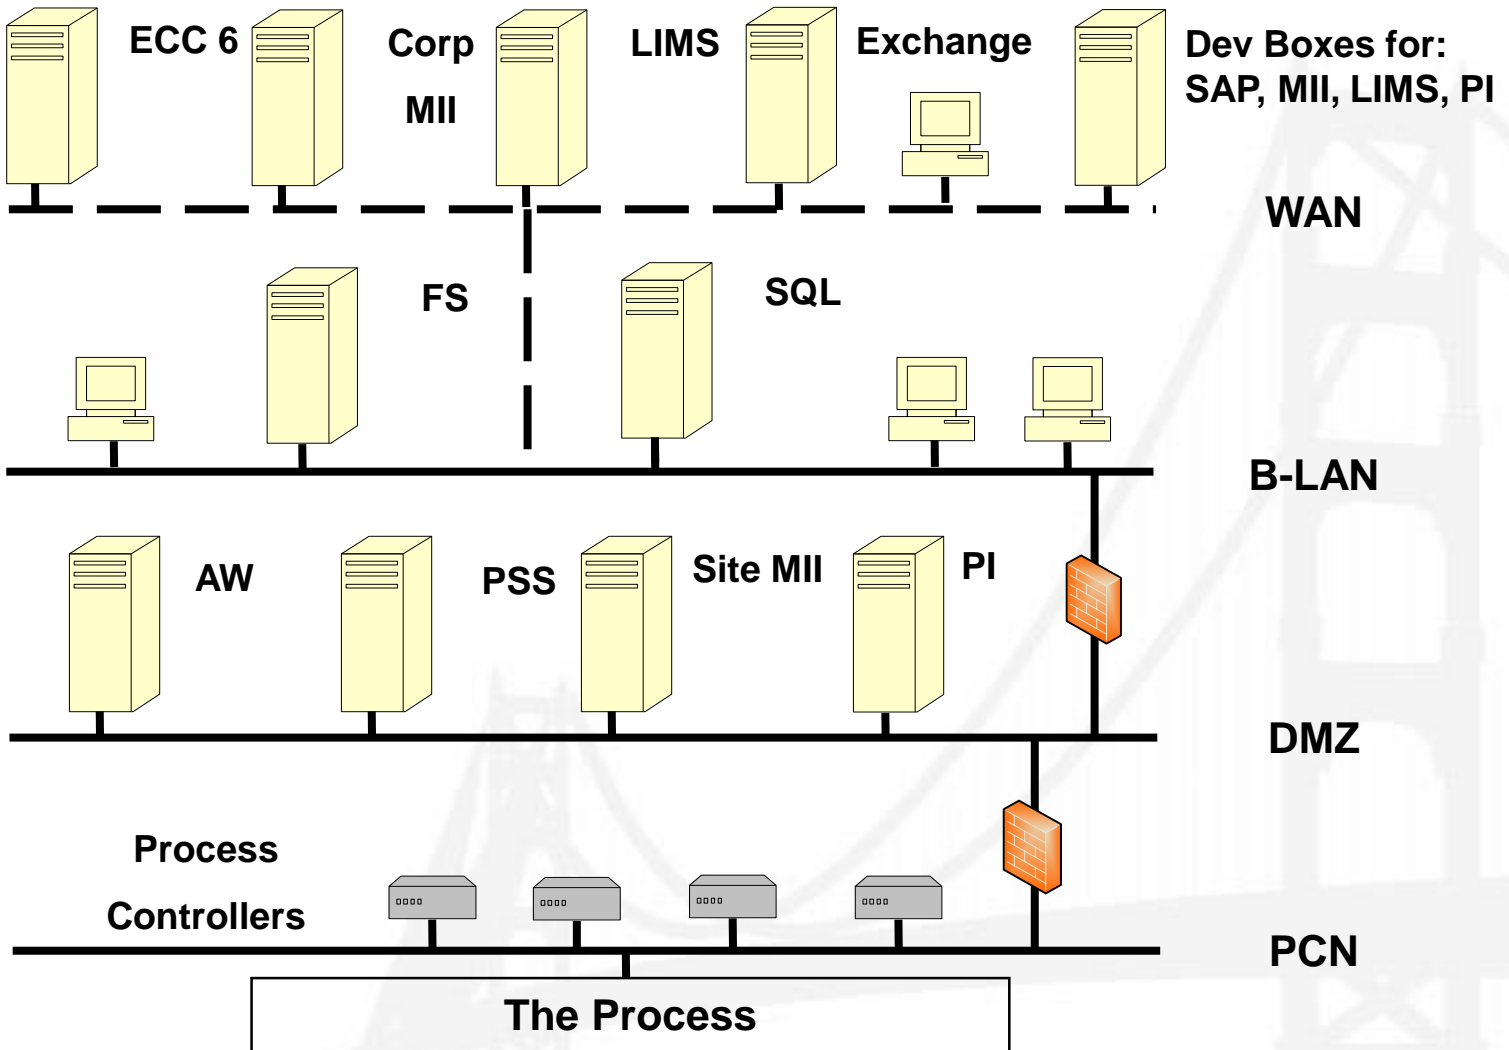 ECC 6
Corp
MII
LIMS
Exchange
Dev Boxes for:
SAP, MII, LIMS, PI
WAN
FS
SQL
B-LAN
AW
PSS
Site MII
PI
DMZ
Process
Controllers
PCN
The Process